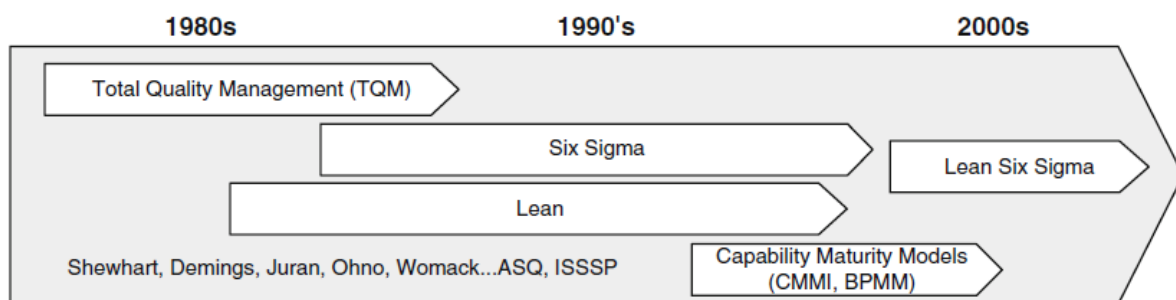 1980s
1990's
2000s
Total Quality Management (TQM)
Six Sigma
Lean Six Sigma
Lean
Shewhart, Demings, Juran, Ohno, Womack...ASQ, ISSSP
Capability Maturity Models
(CMMI, BPMM)